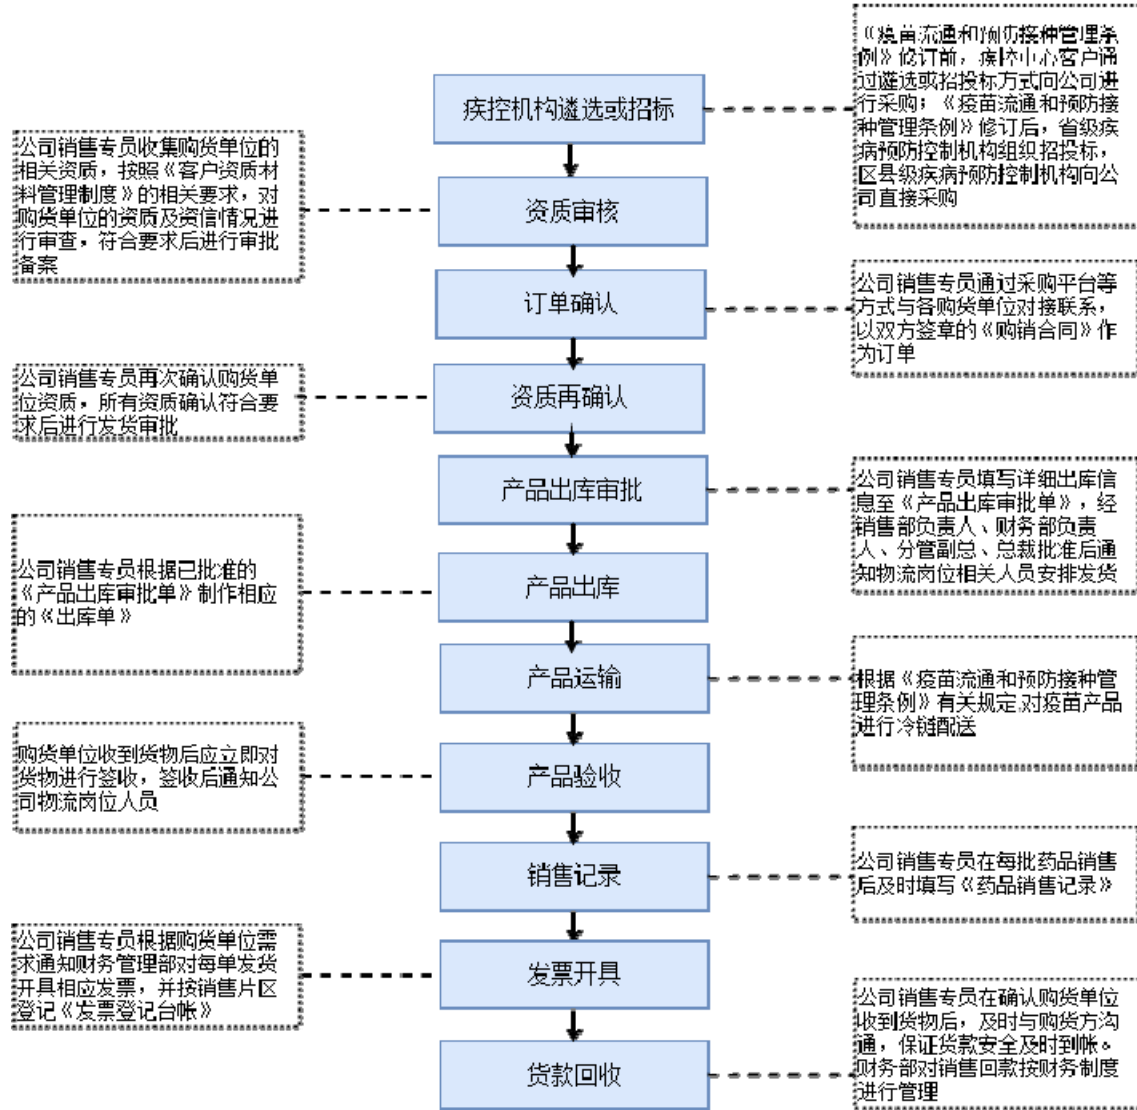 疾控机构遴选或招标
《疫苗流通和预防接种管理条
例》修订前，疾控中心客户通
过遴选或招投标方式向公司进
行采购；《疫苗流通和预防接
种管理条例》修订后，省级疾
病预防控制机构组织招投标，
区县级疾病预防控制机构向公
司直接采购
公司销售专员收集购货单位的
相关资质，按照《客户资质材
料管理制度》的相关要求，对
购货单位的资质及资信情况进
行审查，符合要求后进行审批
备案
资质审核
订单确认
公司销售专员通过采购平台等
方式与各购货单位对接联系，
以双方签章的《购销合同》作
为订单
公司销售专员再次确认购货单
位资质，所有资质确认符合要
求后进行发货审批
资质再确认
产品出库审批
公司销售专员填写详细出库信
息至《产品出库审批单》，经
销售部负责人、财务部负责
人、分管副总、总裁批准后通
知物流岗位相关人员安排发货
公司销售专员根据已批准的
《产品出库审批单》制作相应
的《出库单》
产品出库
产品运输
根据《疫苗流通和预防接种管
理条例》有关规定,对疫苗产品
进行冷链配送
购货单位收到货物后应立即对
货物进行签收，签收后通知公
司物流岗位人员
产品验收
销售记录
公司销售专员在每批药品销售
后及时填写《药品销售记录》
公司销售专员根据购货单位需
求通知财务管理部对每单发货
开具相应发票，并按销售片区
登记《发票登记台帐》
发票开具
货款回收
公司销售专员在确认购货单位
收到货物后，及时与购货方沟
通，保证货款安全及时到帐。
财务部对销售回款按财务制度
进行管理